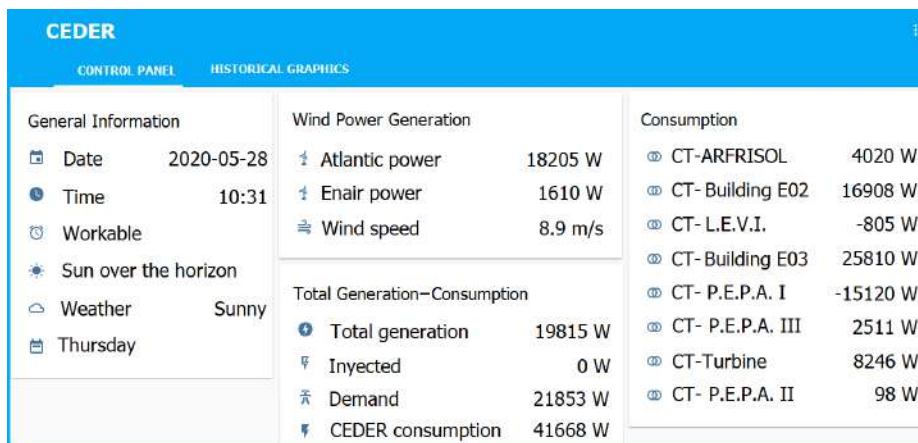 CEDER
CONTROL PANEL HISTORICAL GRAPHICS
General Information
Date 2020-05-28
Time 10:31
Workable
Sun over the horizon
Weather Sunny
Thursday
Wind Power Generation
Atlantic power 18205 W
Enair power 1610 W
Wind speed 8.9 m/s
Total Generation–Consumption
Total generation 19815 W
Inyected 0 W
Demand 21853 W
CEDER consumption 41668 W
Consumption
CT-ARFRISOL 4020 W
CT- Building E02 16908 W
CT- L.E.V.I. -805 W
CT- Building E03 25810 W
CT- P.E.P.A. I -15120 W
CT- P.E.P.A. III 2511 W
CT-Turbine 8246 W
CT- P.E.P.A. II 98 W